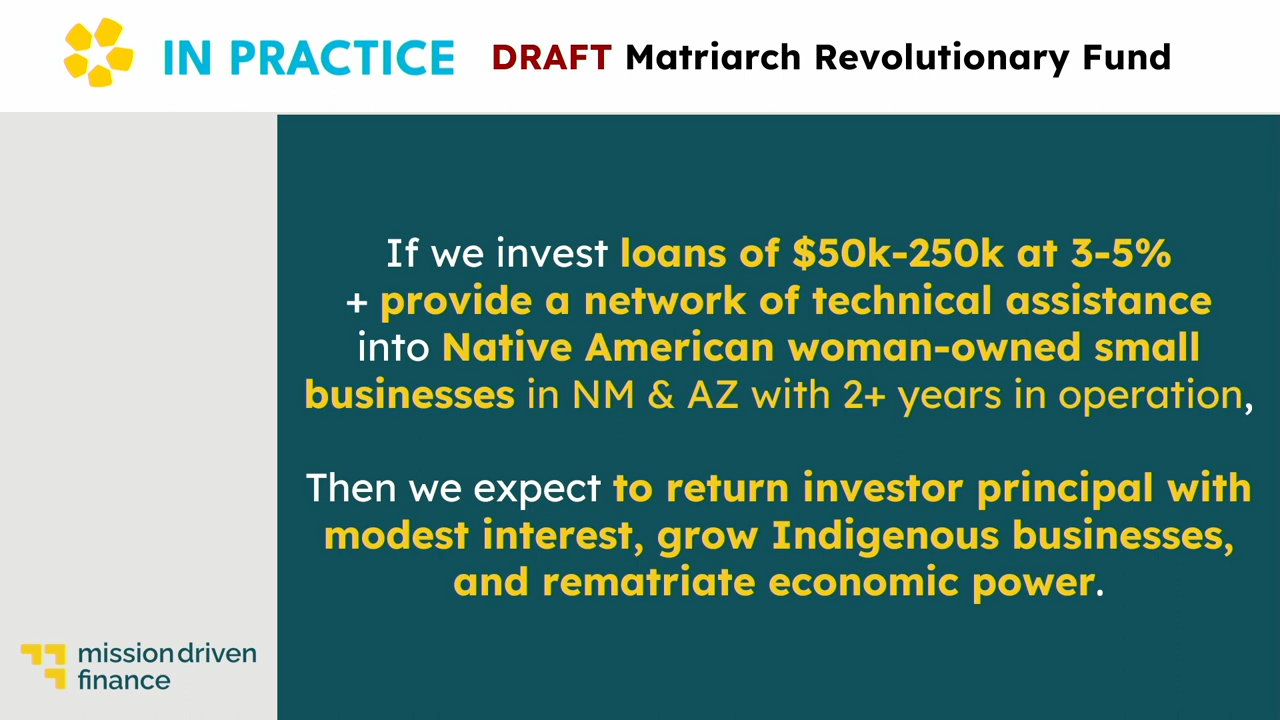 IN PRACTICE DRAFT Matriarch Revolutionary Fund
If we invest loans of $50k-250k at 3-5%
+ provide a network of technical assistance
into Native American woman-owned small
businesses in NM & AZ with 2+ years in operation,
Then we expect to return investor principal with
modest interest, grow Indigenous businesses,
and rematriate economic power.
mission driven
finance